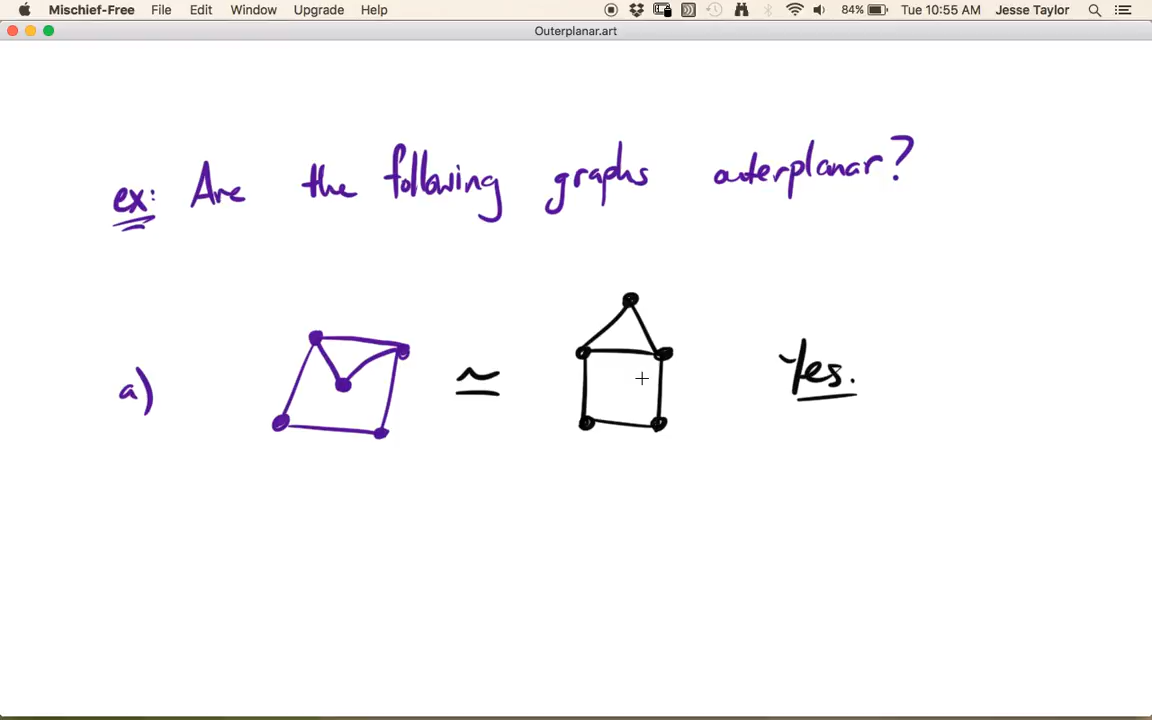 Mischief-Free File Edit Window Upgrade Help 84% Tue 10:55 AM Jesse Taylor
Outerplanar.art
ex: Are the following graphs outerplanar?
a) ≅ Yes.